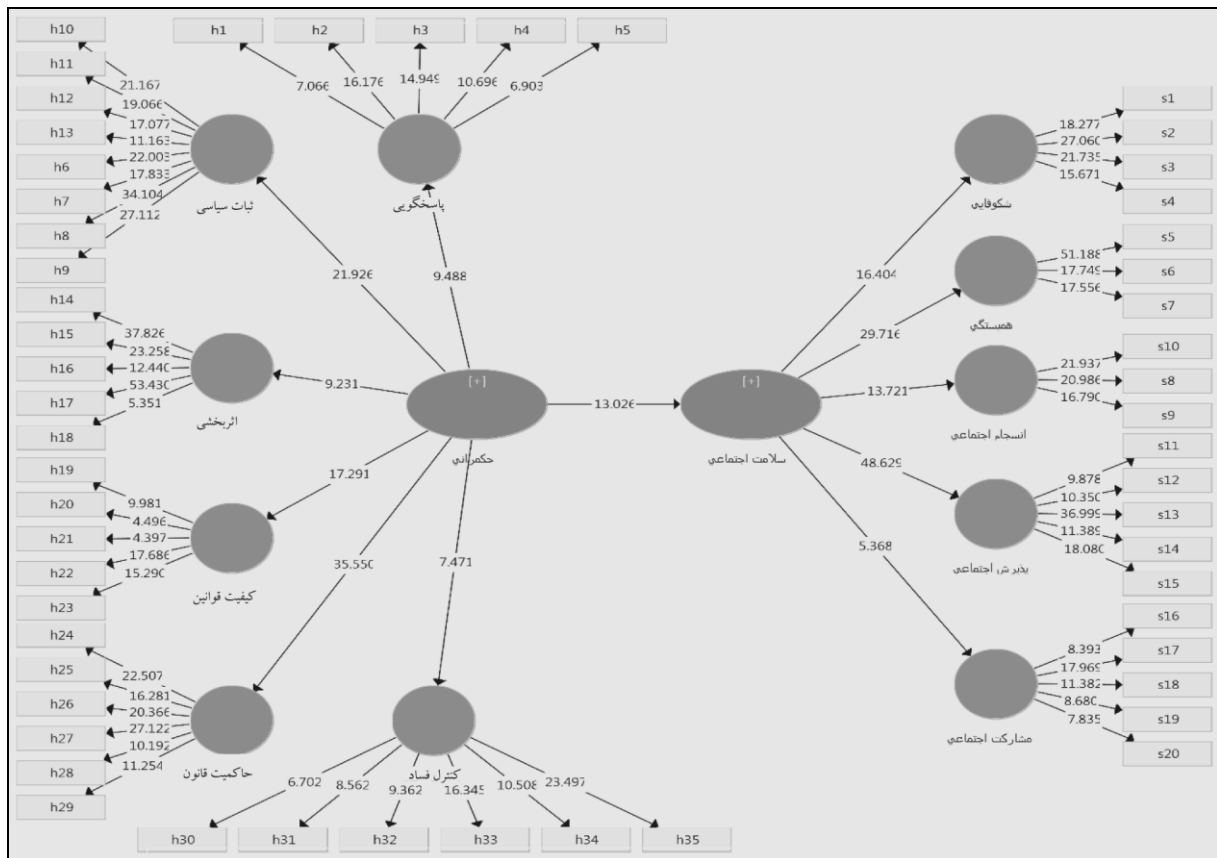 h10
h11
h12
h13
h6
h7
h8
h9
21.167
19.066
17.077
11.163
22.003
17.833
34.104
27.112
ثبات سیاسی
h1
h2
h3
h4
h5
7.066
16.176
14.949
10.696
6.903
پاسخگویی
21.926
9.488
h14
h15
h16
h17
h18
37.826
23.258
12.440
53.430
5.351
اثربخشی
9.231
[+]
حکمرانی
13.026
[+]
سلامت اجتماعی
h19
h20
h21
h22
h23
9.981
4.496
4.397
17.686
15.290
کیفیت قوانین
17.291
35.550
7.471
h24
h25
h26
h27
h28
h29
22.507
16.281
20.366
27.122
10.192
11.254
حاکمیت قانون
کنترل فساد
6.702
8.562
9.362
16.345
10.508
23.497
h30
h31
h32
h33
h34
h35
16.404
29.716
13.721
48.629
5.368
شکوفایی
18.277
27.060
21.735
15.671
s1
s2
s3
s4
همبستگی
51.188
17.749
17.556
s5
s6
s7
انسجام اجتماعی
21.937
20.986
16.790
s10
s8
s9
پذیرش اجتماعی
9.878
10.350
36.999
11.389
18.080
s11
s12
s13
s14
s15
مشارکت اجتماعی
8.393
17.969
11.382
8.680
7.835
s16
s17
s18
s19
s20